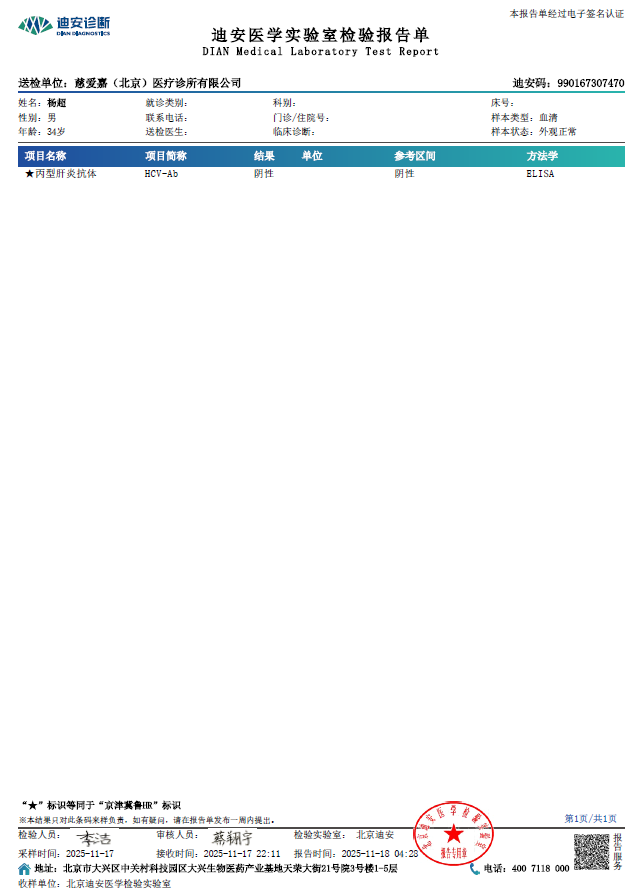 本报告单经过电子签名认证
迪安诊断
DIAN DIAGNOSTICS
迪安医学实验室检验报告单
DIAN Medical Laboratory Test Report
送检单位：慈爱嘉（北京）医疗诊所有限公司 迪安码：990167307470
姓名：杨超 就诊类别： 科别： 床号：
性别：男 联系电话： 门诊/住院号： 样本类型：血清
年龄：34岁 送检医生： 临床诊断： 样本状态：外观正常
项目名称 项目简称 结果 单位 参考区间 方法学
★丙型肝炎抗体 HCV-Ab 阴性 阴性 ELISA
“★”标识等同于“京津冀鲁HR”标识
※本结果只对此条码来样负责，如有疑问，请在报告单发布一周内提出。 第1页/共1页
检验人员：李洁 审核人员：蔡翔宇 检验实验室： 北京迪安
采样时间：2025-11-17 接收时间：2025-11-17 22:11 报告时间：2025-11-18 04:28
报告专用章
报告服务
地址：北京市大兴区中关村科技园区大兴生物医药产业基地天荣大街21号院3号楼1-5层 电话：400 7118 000
收样单位：北京迪安医学检验实验室